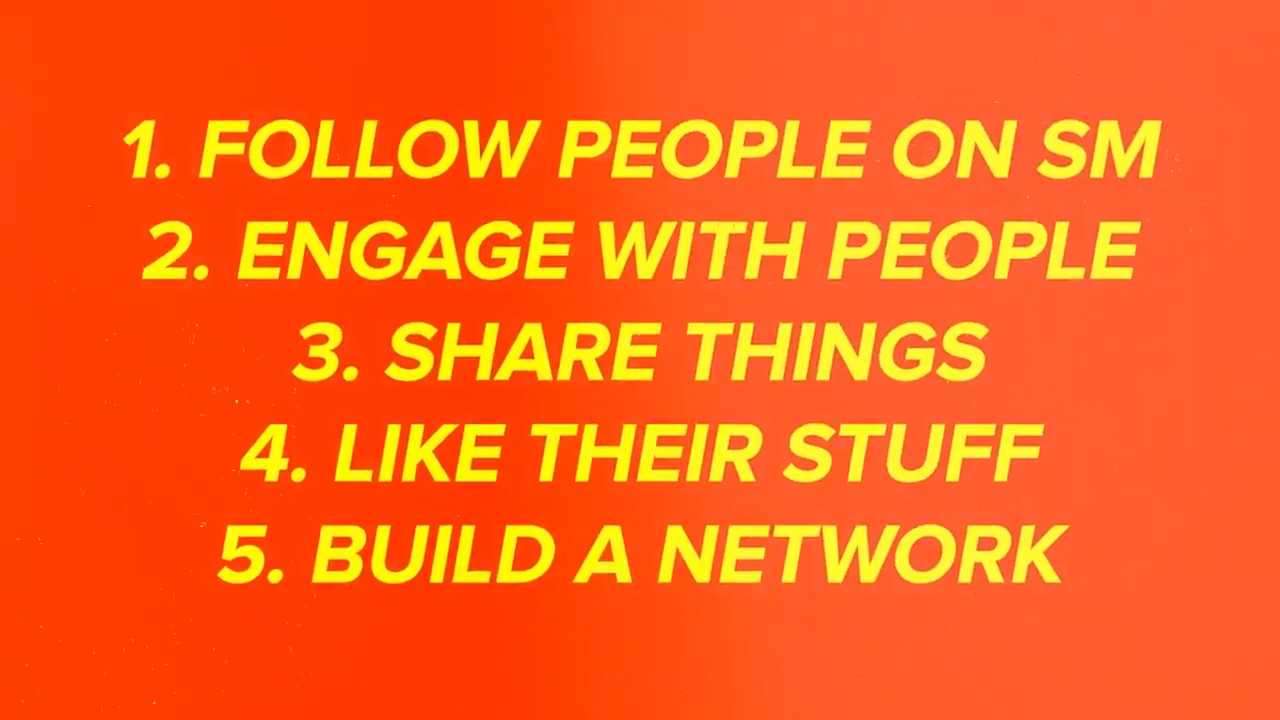 1. FOLLOW PEOPLE ON SM
2. ENGAGE WITH PEOPLE
3. SHARE THINGS
4. LIKE THEIR STUFF
5. BUILD A NETWORK